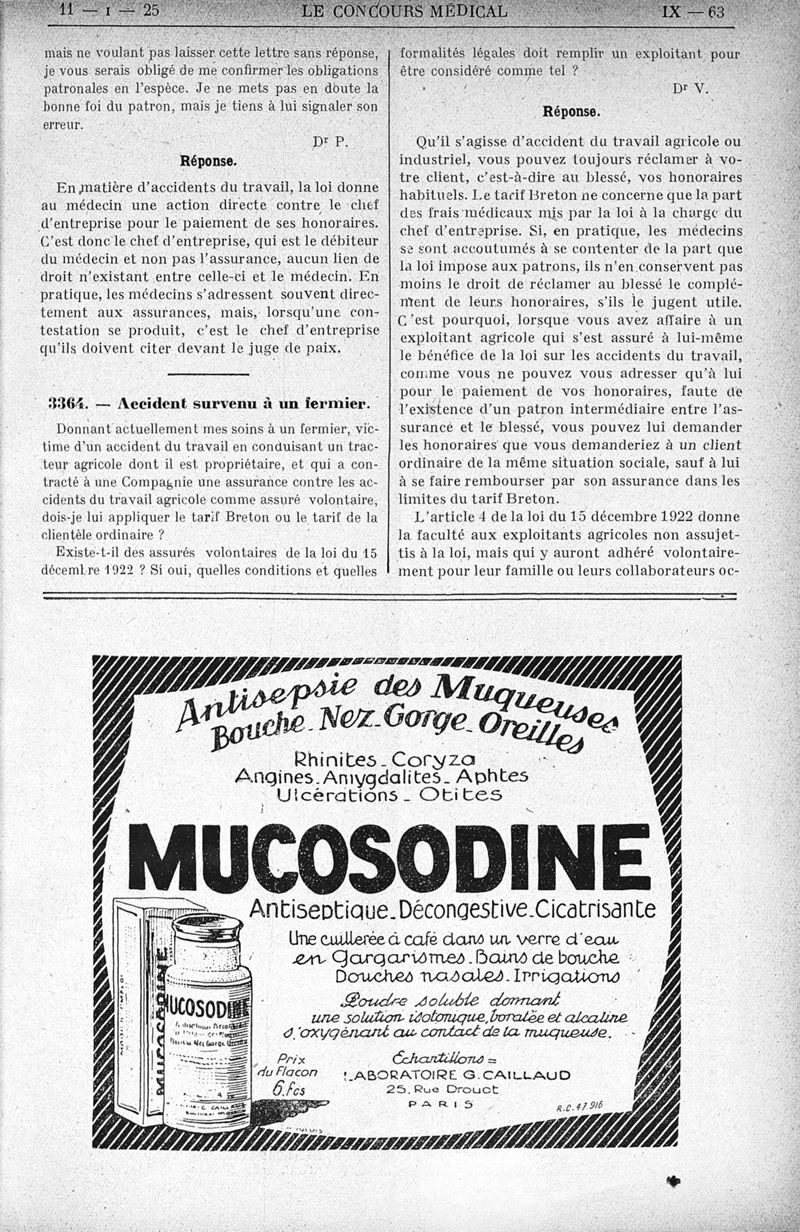 11 — I — 25 LE CONCOURS MÉDICAL IX — 63
mais ne voulant pas laisser cette lettre sans réponse,
je vous serais obligé de me confirmer les obligations
patronales en l'espèce. Je ne mets pas en doute la
bonne foi du patron, mais je tiens à lui signaler son
erreur.
Dr P.
Réponse.
En matière d'accidents du travail, la loi donne
au médecin une action directe contre le chef
d'entreprise pour le paiement de ses honoraires.
C'est donc le chef d'entreprise, qui est le débiteur
du médecin et non pas l'assurance, aucun lien de
droit n'existant entre celle-ci et le médecin. En
pratique, les médecins s'adressent souvent direc-
tement aux assurances, mais, lorsqu'une con-
testation se produit, c'est le chef d'entreprise
qu'ils doivent citer devant le juge de paix.
3364. — Accident survenu à un fermier.
Donnant actuellement mes soins à un fermier, vic-
time d'un accident du travail en conduisant un trac-
teur agricole dont il est propriétaire, et qui a con-
tracté à une Compagnie une assurance contre les ac-
cidents du travail agricole comme assuré volontaire,
dois-je lui appliquer le tarif Breton ou le tarif de la
clientèle ordinaire ?
Existe-t-il des assurés volontaires de la loi du 15
décembre 1922 ? Si oui, quelles conditions et quelles
formalités légales doit remplir un exploitant pour
être considéré comme tel ?
Dr V.
Réponse.
Qu'il s'agisse d'accident du travail agricole ou
industriel, vous pouvez toujours réclamer à vo-
tre client, c'est-à-dire au blessé, vos honoraires
habituels. Le tarif Breton ne concerne que la part
des frais médicaux mis par la loi à la charge du
chef d'entreprise. Si, en pratique, les médecins
se sont accoutumés à se contenter de la part que
la loi impose aux patrons, ils n'en conservent pas
moins le droit de réclamer au blessé le complé-
ment de leurs honoraires, s'ils le jugent utile.
C'est pourquoi, lorsque vous avez affaire à un
exploitant agricole qui s'est assuré à lui-même
le bénéfice de la loi sur les accidents du travail,
comme vous ne pouvez vous adresser qu'à lui
pour le paiement de vos honoraires, faute de
l'existence d'un patron intermédiaire entre l'as-
surance et le blessé, vous pouvez lui demander
les honoraires que vous demanderiez à un client
ordinaire de la même situation sociale, sauf à lui
à se faire rembourser par son assurance dans les
limites du tarif Breton.
L'article 4 de la loi du 15 décembre 1922 donne
la faculté aux exploitants agricoles non assujet-
tis à la loi, mais qui y auront adhéré volontaire-
ment pour leur famille ou leurs collaborateurs oc-
Antisepsie des Muqueuses
Bouche - Nez - Gorge - Oreilles
Rhinites - Coryza
Angines - Amygdalites - Aphtes
Ulcérations - Otites
MUCOSODINE
Antiseptique - Décongestive - Cicatrisante
Une cuillerée à café dans un verre d'eau
en Gargarismes - Bains de bouche
Douches nasales - Irrigations
Poudre soluble donnant
une solution isotonique, boratée et alcaline
d'oxygénant au contact de la muqueuse.
MUCOSODINE
MUCOSODINE
Prix
du Flacon
6.fcs
Échantillons =
LABORATOIRE G. CAILLAUD
25, Rue Drouot
PARIS
R.C. 47 916